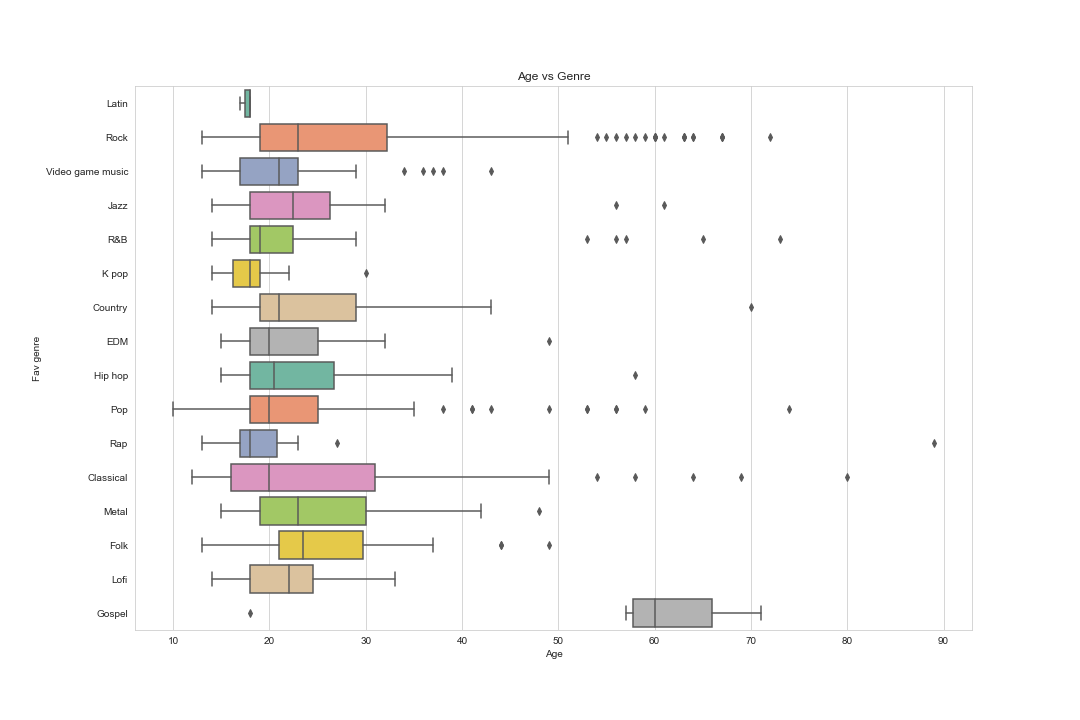 Age vs Genre
Fav genre
Latin
Rock
Video game music
Jazz
R&B
K pop
Country
EDM
Hip hop
Pop
Rap
Classical
Metal
Folk
Lofi
Gospel
10 20 30 40 50 60 70 80 90
Age